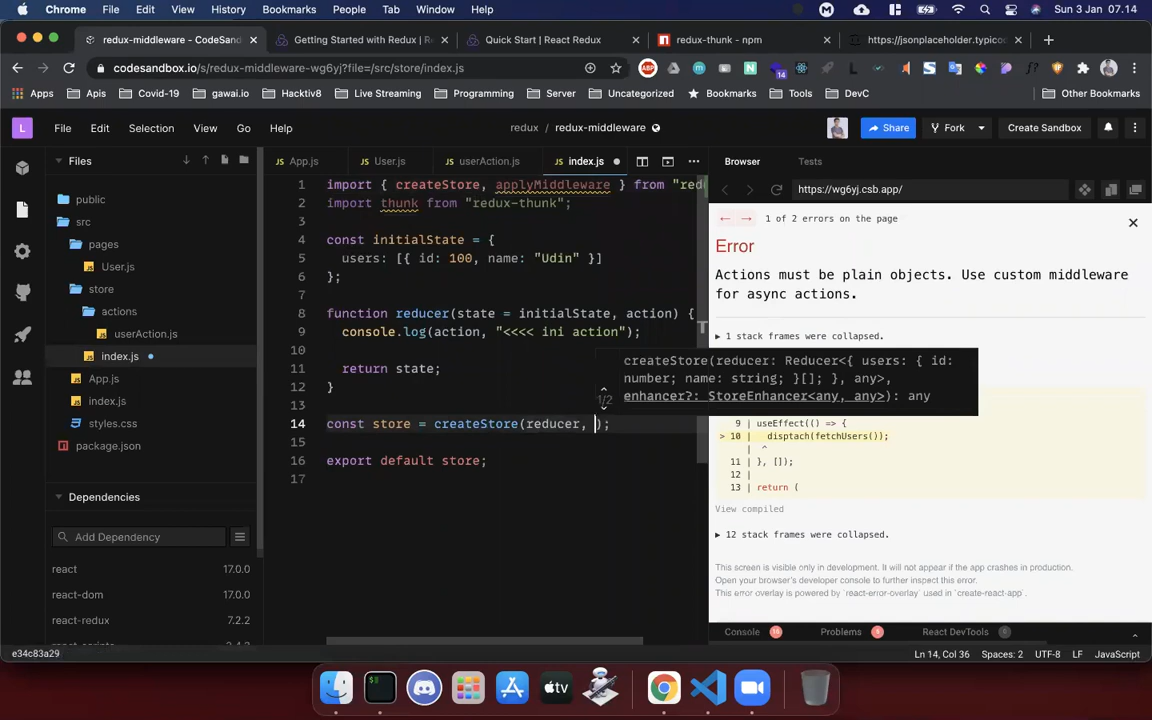 Chrome File Edit View History Bookmarks People Tab Window Help Sun 3 Jan 07.14
redux-middleware - CodeSand Getting Started with Redux | R Quick Start | React Redux redux-thunk - npm https://jsonplaceholder.typicod
codesandbox.io/s/redux-middleware-wg6yj?file=/src/store/index.js
Apps Apis Covid-19 gawai.io Hacktiv8 Live Streaming Programming Server Uncategorized Bookmarks Tools DevC Other Bookmarks
L File Edit Selection View Go Help redux / redux-middleware Share Fork Create Sandbox
Files
public
src
pages
User.js
store
actions
userAction.js
index.js
App.js
index.js
styles.css
package.json
Dependencies
Add Dependency
react 17.0.0
react-dom 17.0.0
react-redux 7.2.2
e34c83a29
App.js User.js userAction.js index.js
1 import { createStore, applyMiddleware } from "red
2 import thunk from "redux-thunk";
3
4 const initialState = {
5 users: [{ id: 100, name: "Udin" }]
6 };
7
8 function reducer(state = initialState, action) {
9 console.log(action, "<<<< ini action");
10
11 return state;
12 }
13
14 const store = createStore(reducer, );
15
16 export default store;
17
1/2
createStore(reducer: Reducer<{ users: { id:
number; name: string; }[]; }, any>,
enhancer?: StoreEnhancer<any, any>): any
Browser Tests
https://wg6yj.csb.app/
← → 1 of 2 errors on the page
Error
Actions must be plain objects. Use custom middleware
for async actions.
▶ 1 stack frames were collapsed.
9 | useEffect(() => {
> 10 | disptach(fetchUsers());
| ^
11 | }, []);
12 |
13 | return (
View compiled
▶ 12 stack frames were collapsed.
This screen is visible only in development. It will not appear if the app crashes in production.
Open your browser's developer console to further inspect this error.
This error overlay is powered by `react-error-overlay` used in `create-react-app`.
Console Problems React DevTools 0
Ln 14, Col 36 Spaces: 2 UTF-8 LF JavaScript
tv